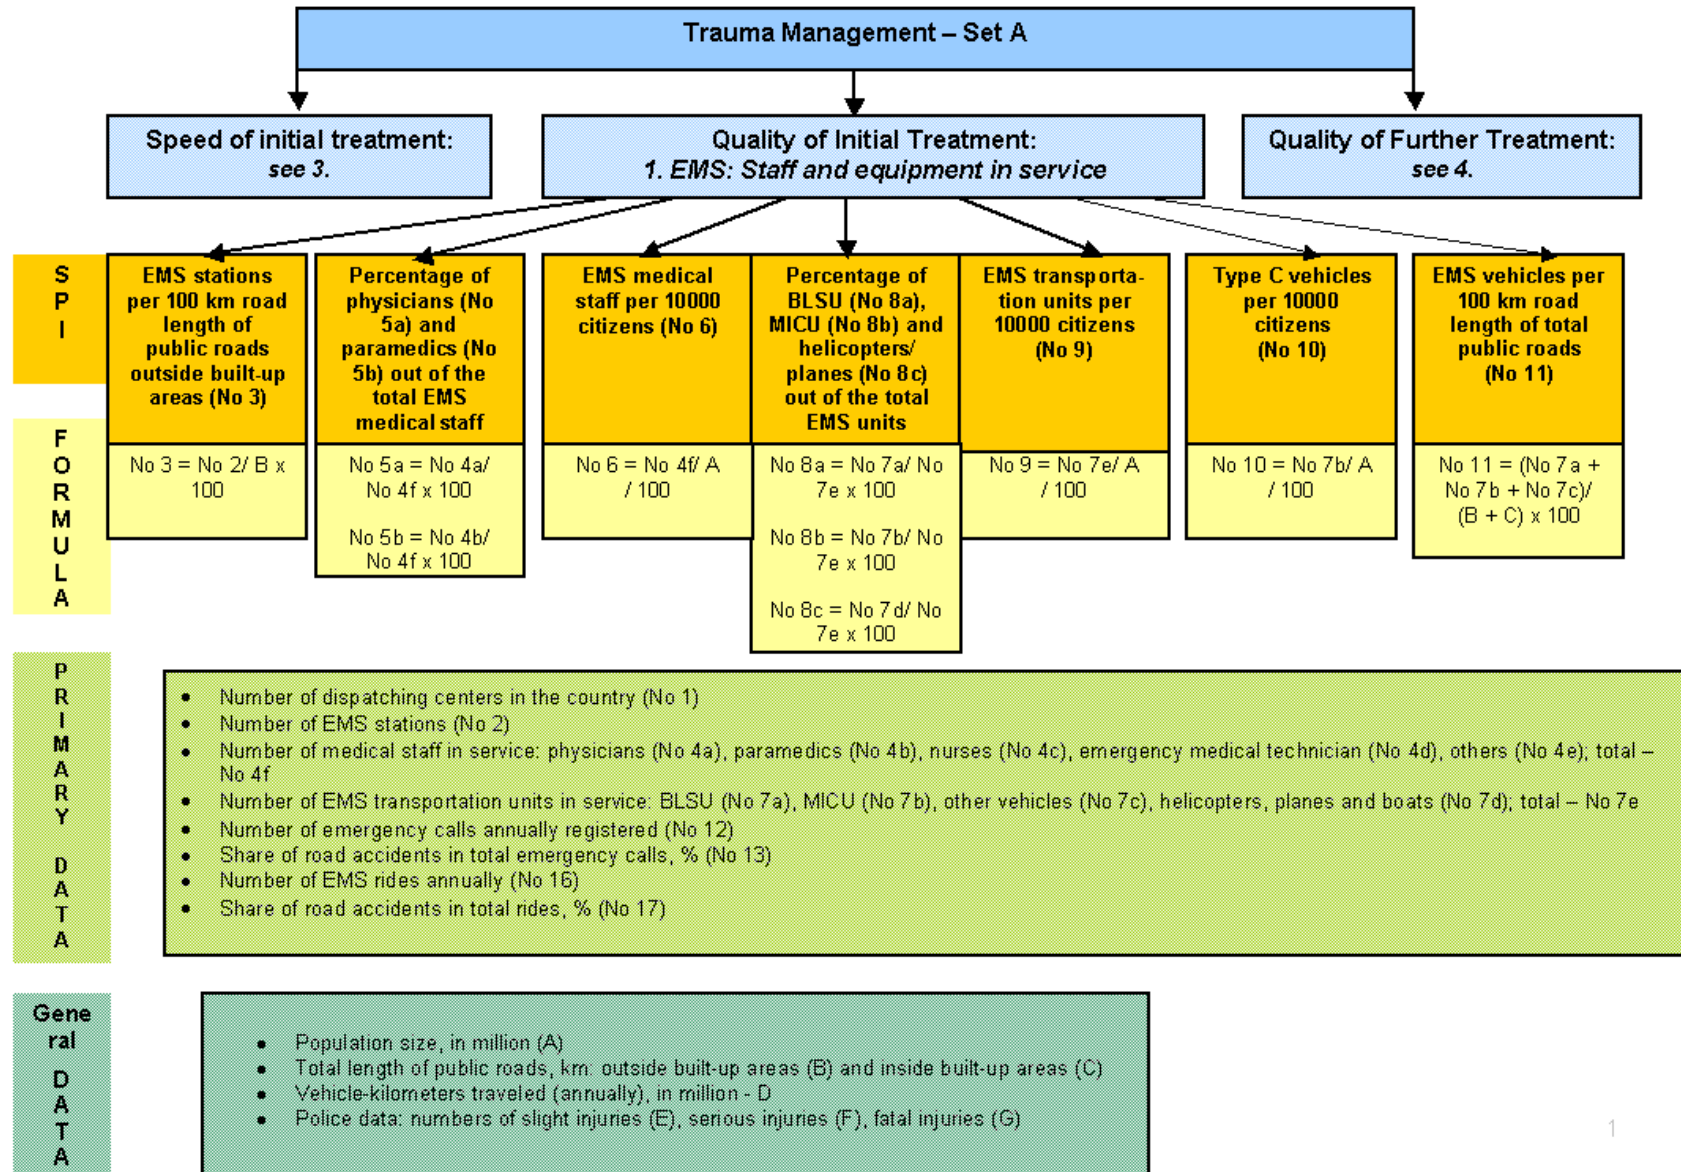 Trauma Management – Set A
Speed of initial treatment:
see 3.
Quality of Initial Treatment:
1. EMS: Staff and equipment in service
Quality of Further Treatment:
see 4.
S
P
I
EMS stations
per 100 km road
length of
public roads
outside built-up
areas (No 3)
Percentage of
physicians (No
5a) and
paramedics (No
5b) out of the
total EMS
medical staff
EMS medical
staff per 10000
citizens (No 6)
Percentage of
BLSU (No 8a),
MICU (No 8b) and
helicopters/
planes (No 8c)
out of the total
EMS units
EMS transporta-
tion units per
10000 citizens
(No 9)
Type C vehicles
per 10000
citizens
(No 10)
EMS vehicles per
100 km road
length of total
public roads
(No 11)
F
O
R
M
U
L
A
No 3 = No 2/ B x
100
No 5a = No 4a/
No 4f x 100
No 5b = No 4b/
No 4f x 100
No 6 = No 4f/ A
/ 100
No 8a = No 7a/ No
7e x 100
No 8b = No 7b/ No
7e x 100
No 8c = No 7d/ No
7e x 100
No 9 = No 7e/ A
/ 100
No 10 = No 7b/ A
/ 100
No 11 = (No 7a +
No 7b + No 7c)/
(B + C) x 100
P
R
I
M
A
R
Y
D
A
T
A
• Number of dispatching centers in the country (No 1)
• Number of EMS stations (No 2)
• Number of medical staff in service: physicians (No 4a), paramedics (No 4b), nurses (No 4c), emergency medical technician (No 4d), others (No 4e); total –
No 4f
• Number of EMS transportation units in service: BLSU (No 7a), MICU (No 7b), other vehicles (No 7c), helicopters, planes and boats (No 7d); total – No 7e
• Number of emergency calls annually registered (No 12)
• Share of road accidents in total emergency calls, % (No 13)
• Number of EMS rides annually (No 16)
• Share of road accidents in total rides, % (No 17)
Gene
ral
D
A
T
A
• Population size, in million (A)
• Total length of public roads, km: outside built-up areas (B) and inside built-up areas (C)
• Vehicle-kilometers traveled (annually), in million - D
• Police data: numbers of slight injuries (E), serious injuries (F), fatal injuries (G)
1